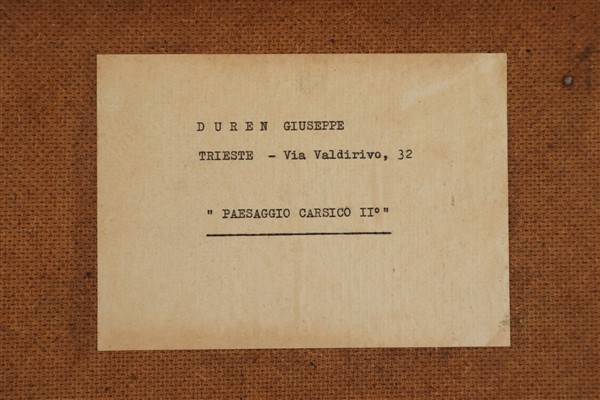 D U R E N GIUSEPPE
TRIESTE - Via Valdirivo, 32
" PAESAGGIO CARSICO II° "